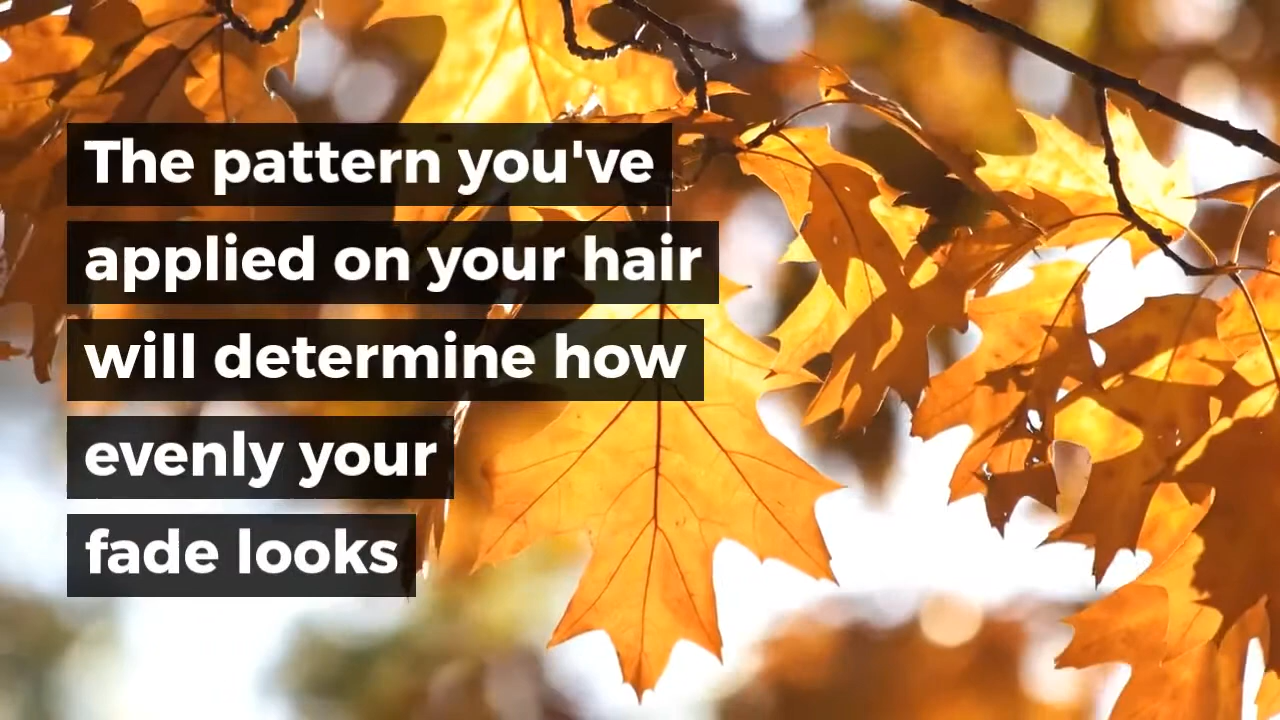 The pattern you've
applied on your hair
will determine how
evenly your
fade looks